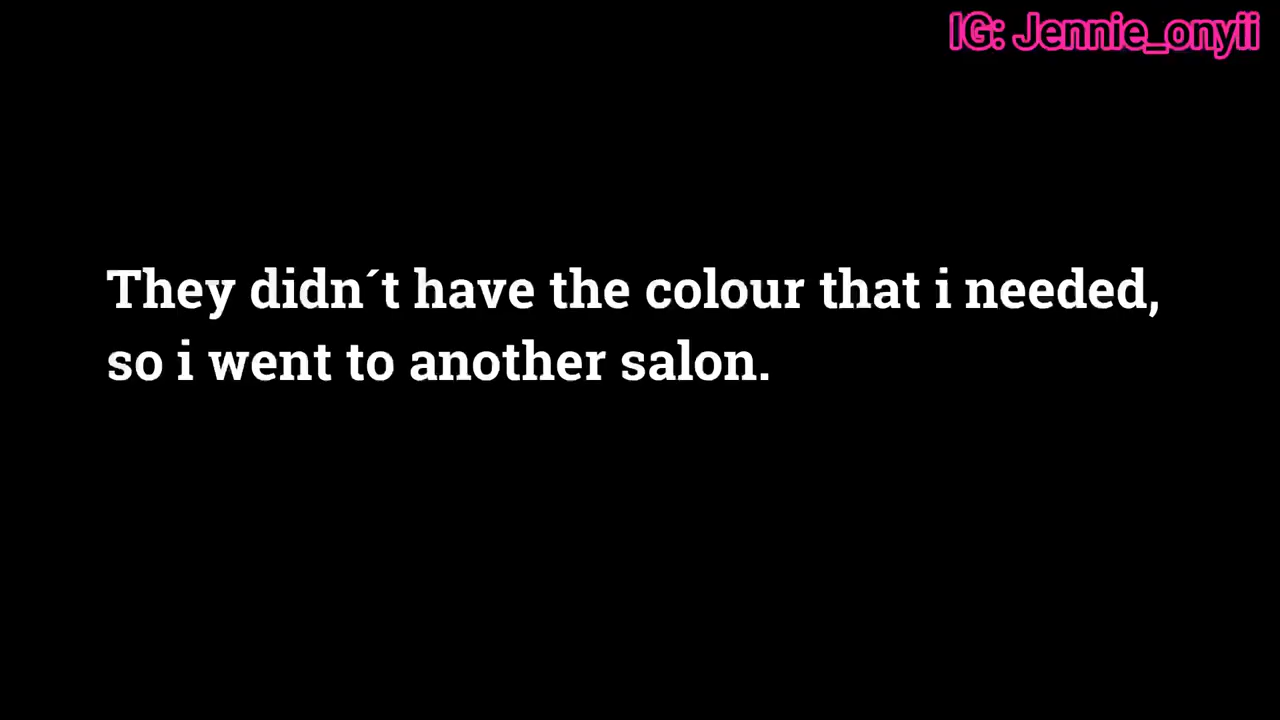 IG: Jennie_onyii
They didn´t have the colour that i needed,
so i went to another salon.